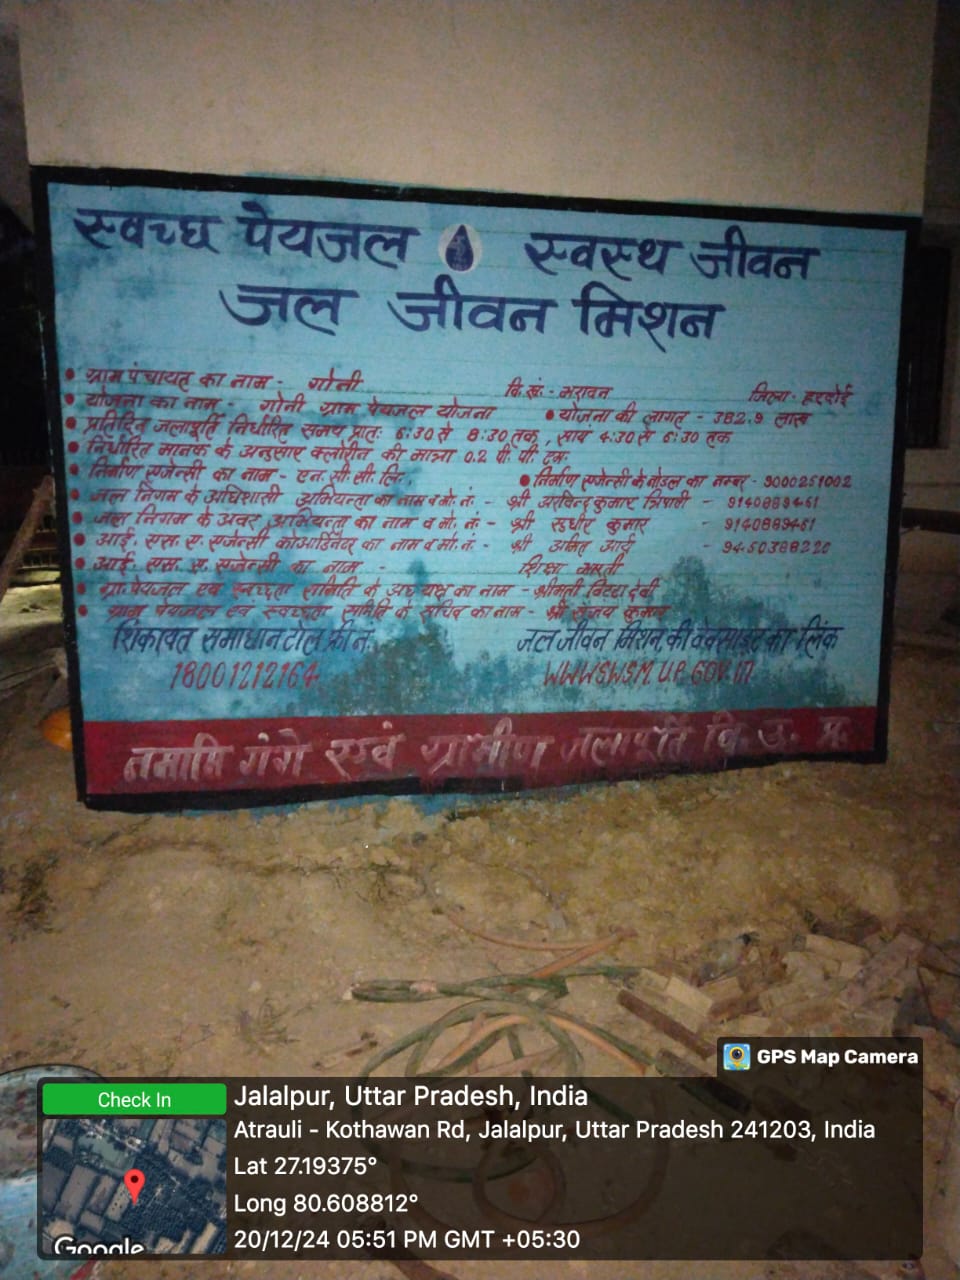 स्वच्छ पेयजल स्वस्थ जीवन
जल जीवन मिशन
• ग्राम पंचायत का नाम - गोनी वि. खं:- भरावन जिला- हरदोई
• योजना का नाम - गोनी ग्राम पेयजल योजना • योजना की लागत - 382.9 लाख
• प्रतिदिन जलापूर्ति निर्धारित समय प्रातः 6:30 से 8:30 तक, सायं 4:30 से 6:30 तक
• निर्धारित मानक के अनुसार क्लोरीन की मात्रा 0.2 पी. पी. एम:
• निर्माण एजेन्सी का नाम - एन. सी. सी. लि: • निर्माण एजेन्सी के नोडल का नम्बर - 9000251002
• जल निगम के अधिशासी अभियन्ता का नाम व मो. नं:- श्री अरविन्द कुमार त्रिपाठी - 9140889461
• जल निगम के अवर अभियन्ता का नाम व मो. नं:- श्री सुधीर कुमार - 9140889461
• आई. एस. ए. एजेन्सी कोआर्डिनेटर का नाम व मो. नं:- श्री अमित आर्य - 9450388220
• आई. एस. ए. एजेन्सी का नाम - शिक्षा भारती
• ग्रा. पेयजल एवं स्वच्छता समिति के अध्यक्ष का नाम - श्रीमती बिट्टा देवी
• ग्राम पेयजल एवं स्वच्छता समिति के सचिव का नाम - श्री कुमार
शिकायत समाधान टोल फ्री नं. जल जीवन मिशन की वेबसाइट का लिंक
18001212164 WWWSWSM.UP.GOV.IN
नमामि गंगे एवं ग्रामीण जलापूर्ति वि. उ. प्र.
GPS Map Camera
Check In
Jalalpur, Uttar Pradesh, India
Atrauli - Kothawan Rd, Jalalpur, Uttar Pradesh 241203, India
Lat 27.19375°
Long 80.608812°
20/12/24 05:51 PM GMT +05:30
Google